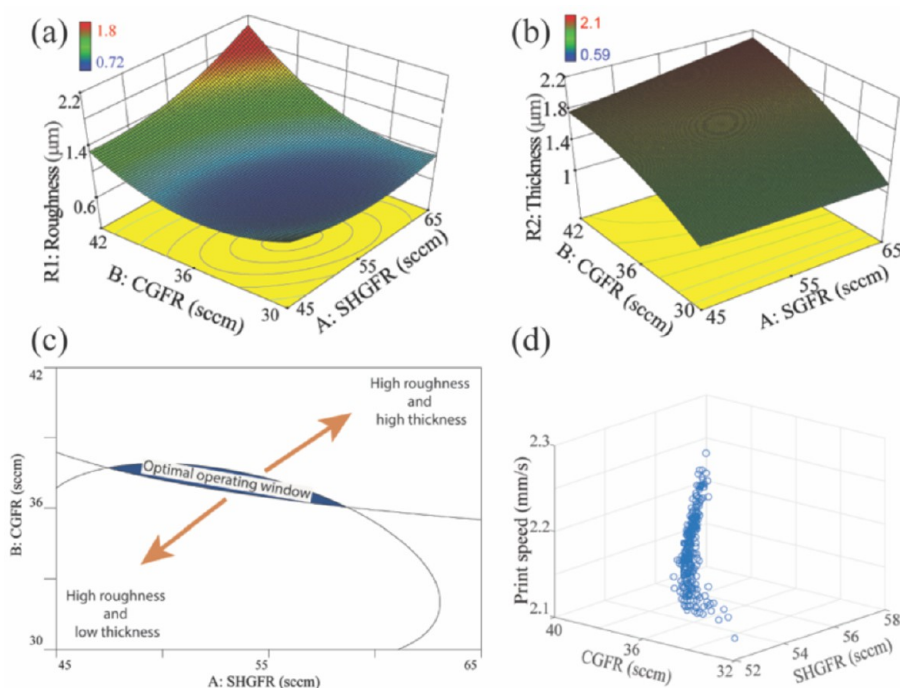 (a)
1.8
0.72
2.2
1.4
0.6
R1: Roughness (μm)
42
36
30
B: CGFR (sccm)
45
55
65
A: SHGFR (sccm)
(b)
2.1
0.59
2.2
1.8
1.4
1
R2: Thickness (μm)
42
36
30
B: CGFR (sccm)
45
55
65
A: SGFR (sccm)
(c)
42
36
30
B: CGFR (sccm)
High roughness
and
high thickness
Optimal operating window
High roughness
and
low thickness
45
55
65
A: SHGFR (sccm)
(d)
2.3
2.2
2.1
Print speed (mm/s)
40
36
32
CGFR (sccm)
52
54
56
58
SHGFR (sccm)